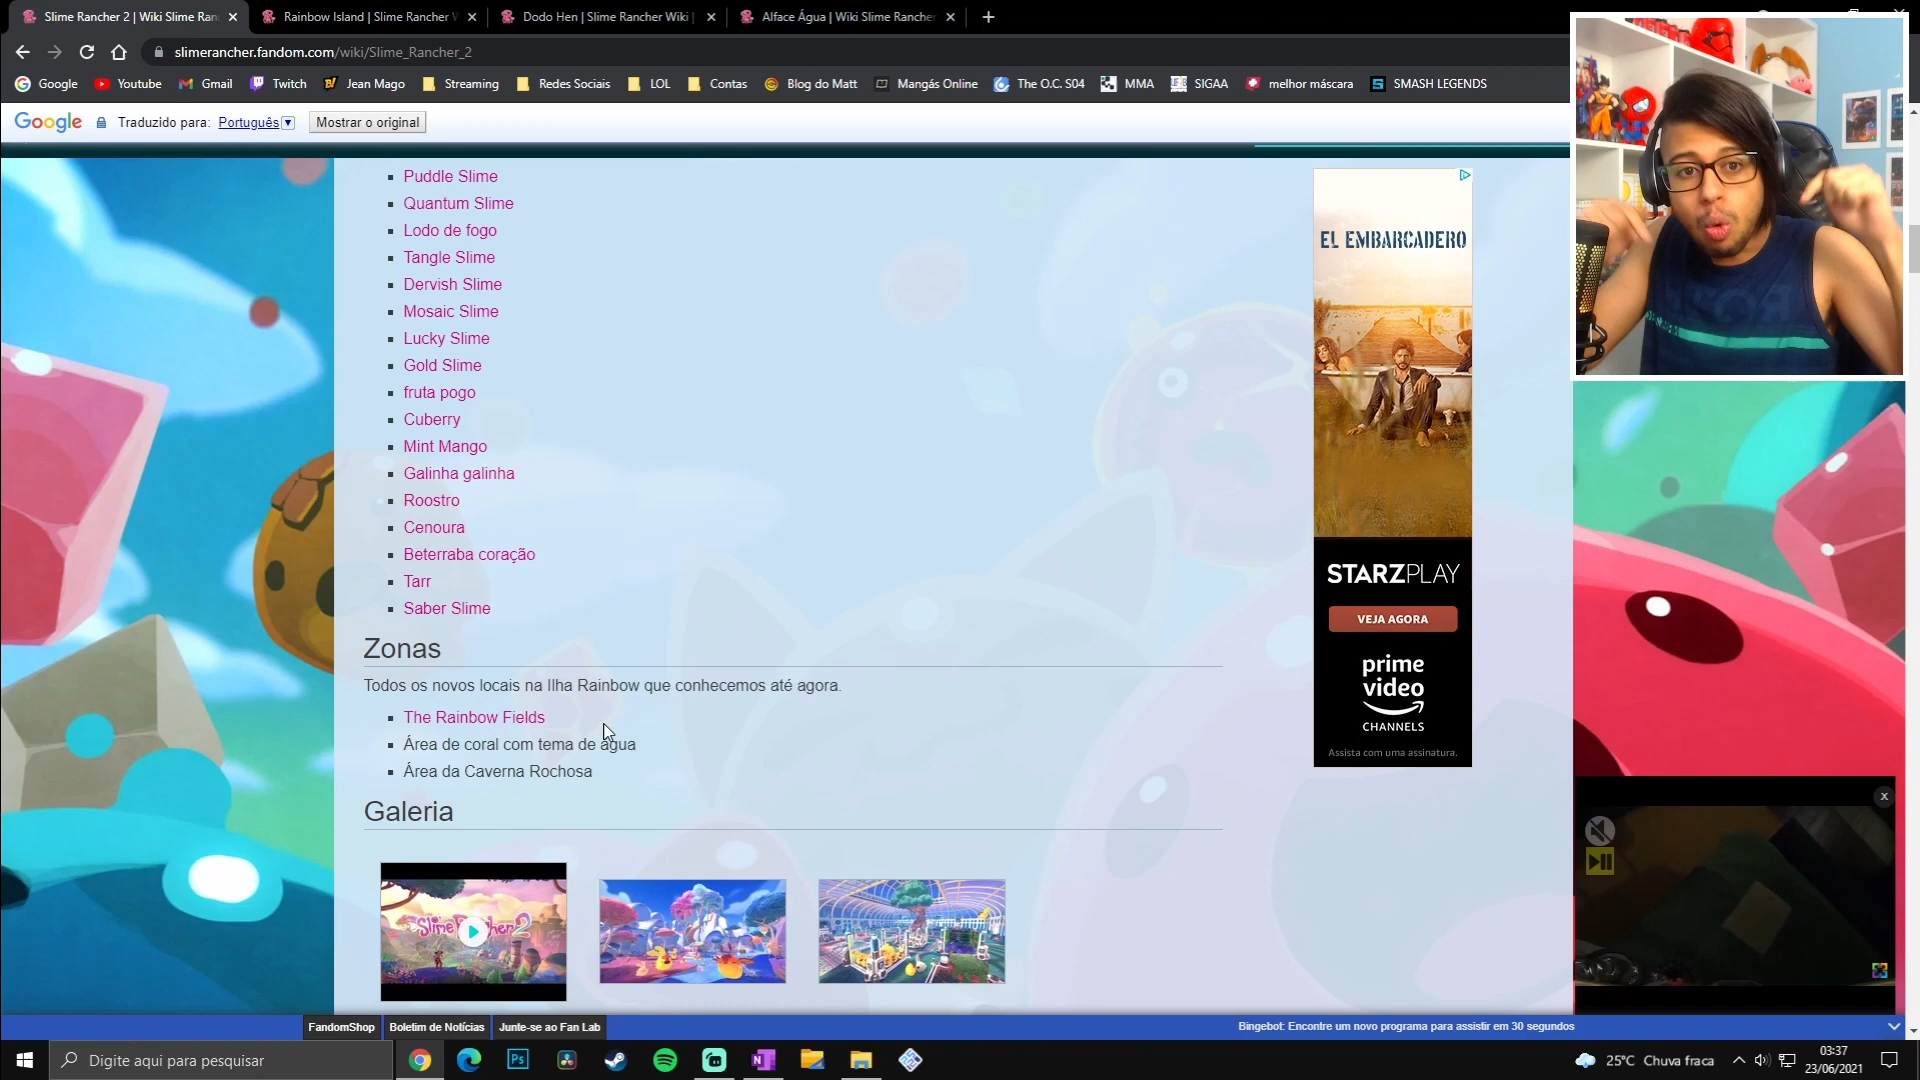 Slime Rancher 2 | Wiki Slime Ran
Rainbow Island | Slime Rancher W
Dodo Hen | Slime Rancher Wiki |
Alface Água | Wiki Slime Rancher
slimerancher.fandom.com/wiki/Slime_Rancher_2
Google
Youtube
Gmail
Twitch
Jean Mago
Streaming
Redes Sociais
LOL
Contas
Blog do Matt
Mangás Online
The O.C. S04
MMA
SIGAA
melhor máscara
SMASH LEGENDS
Google
Traduzido para: Português
Mostrar o original
Puddle Slime
Quantum Slime
Lodo de fogo
Tangle Slime
Dervish Slime
Mosaic Slime
Lucky Slime
Gold Slime
fruta pogo
Cuberry
Mint Mango
Galinha galinha
Roostro
Cenoura
Beterraba coração
Tarr
Saber Slime
Zonas
Todos os novos locais na Ilha Rainbow que conhecemos até agora.
The Rainbow Fields
Área de coral com tema de água
Área da Caverna Rochosa
Galeria
Slime Rancher 2
EL EMBARCADERO
STARZPLAY
VEJA AGORA
prime
video
CHANNELS
Assista com uma assinatura.
x
FandomShop
Boletim de Notícias
Junte-se ao Fan Lab
Bingebot: Encontre um novo programa para assistir em 30 segundos
Digite aqui para pesquisar
Ps
25°C Chuva fraca
03:37
23/06/2021